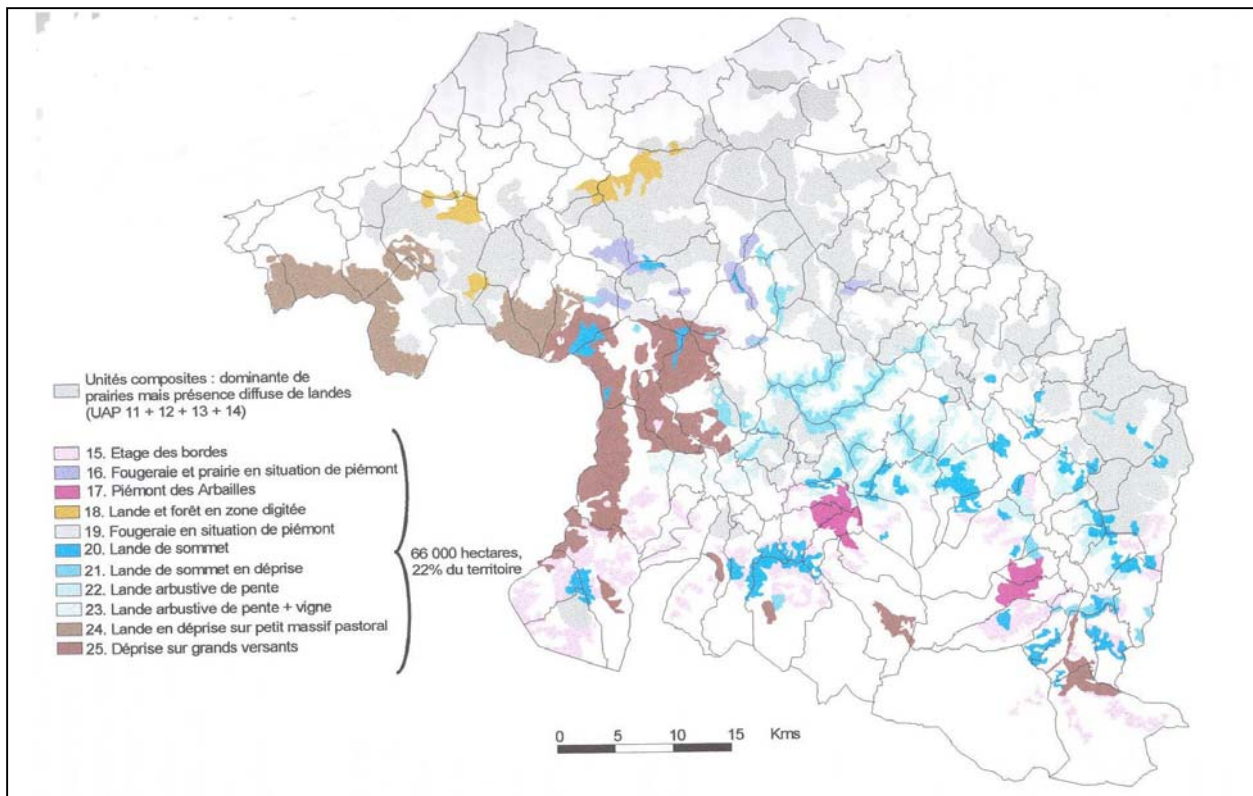 Unités composites : dominante de
prairies mais présence diffuse de landes
(UAP 11 + 12 + 13 + 14)
15. Etage des bordes
16. Fougeraie et prairie en situation de piémont
17. Piémont des Arbailles
18. Lande et forêt en zone digitée
19. Fougeraie en situation de piémont
20. Lande de sommet
21. Lande de sommet en déprise
22. Lande arbustive de pente
23. Lande arbustive de pente + vigne
24. Lande en déprise sur petit massif pastoral
25. Déprise sur grands versants
66 000 hectares,
22% du territoire
0 5 10 15 Kms